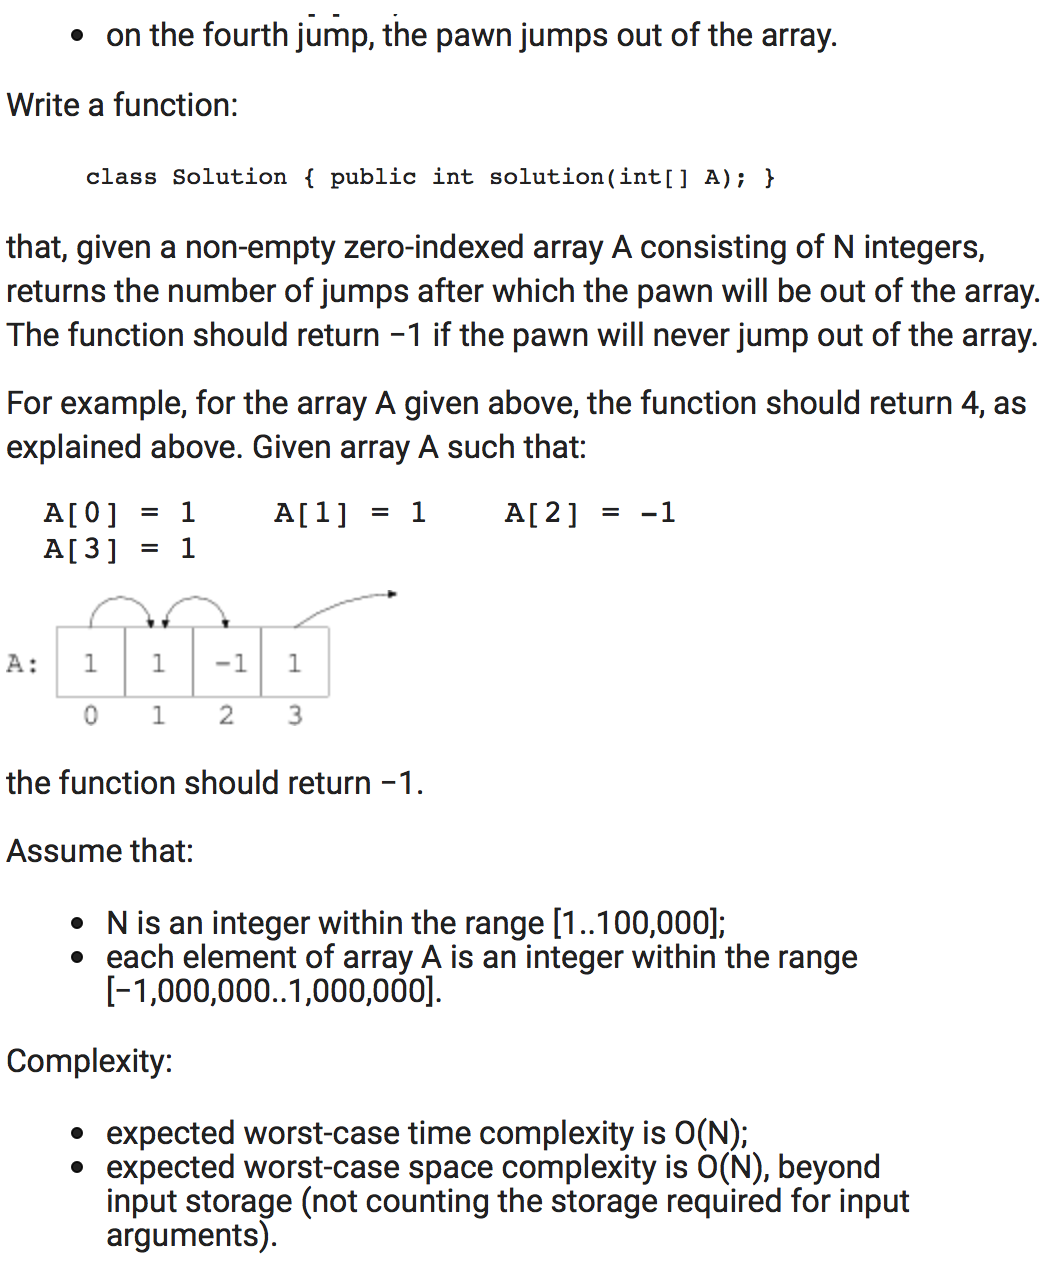 • on the fourth jump, the pawn jumps out of the array.
Write a function:
class Solution { public int solution(int[] A); }
that, given a non-empty zero-indexed array A consisting of N integers,
returns the number of jumps after which the pawn will be out of the array.
The function should return −1 if the pawn will never jump out of the array.
For example, for the array A given above, the function should return 4, as
explained above. Given array A such that:
A[0] = 1 A[1] = 1 A[2] = -1
A[3] = 1
A: 1 1 -1 1
0 1 2 3
the function should return −1.
Assume that:
• N is an integer within the range [1..100,000];
• each element of array A is an integer within the range
[−1,000,000..1,000,000].
Complexity:
• expected worst-case time complexity is O(N);
• expected worst-case space complexity is O(N), beyond
input storage (not counting the storage required for input
arguments).